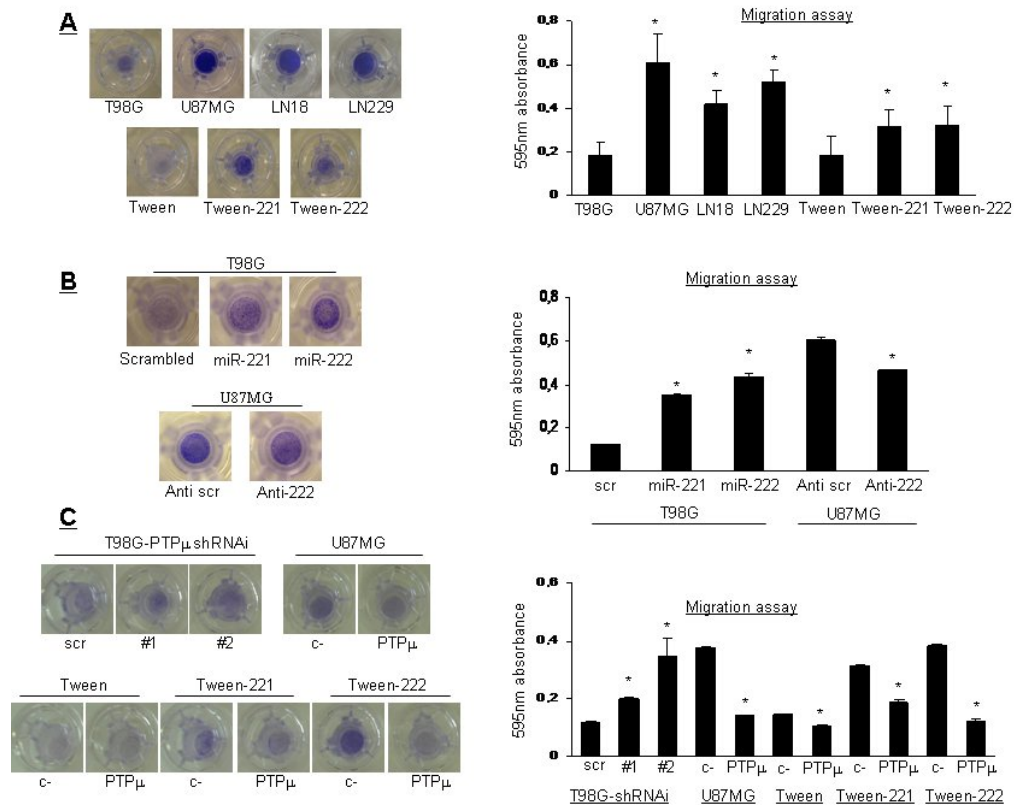 A
T98G U87MG LN18 LN229
Tween Tween-221 Tween-222
Migration assay
595nm absorbance
0,8
0,6
0,4
0,2
0
T98G U87MG LN18 LN229 Tween Tween-221 Tween-222
* * * * *
B
T98G
Scrambled miR-221 miR-222
U87MG
Anti scr Anti-222
Migration assay
595nm absorbance
0,8
0,6
0,4
0,2
0
* * *
scr miR-221 miR-222 Anti scr Anti-222
T98G U87MG
C
T98G-PTPμshRNAi U87MG
scr #1 #2 c- PTPμ
Tween Tween-221 Tween-222
c- PTPμ c- PTPμ c- PTPμ
Migration assay
595nm absorbance
0,6
0,4
0,2
0
* * * * * *
scr #1 #2 c- PTPμ c- PTPμ c- PTPμ c- PTPμ
T98G-shRNAi U87MG Tween Tween-221 Tween-222